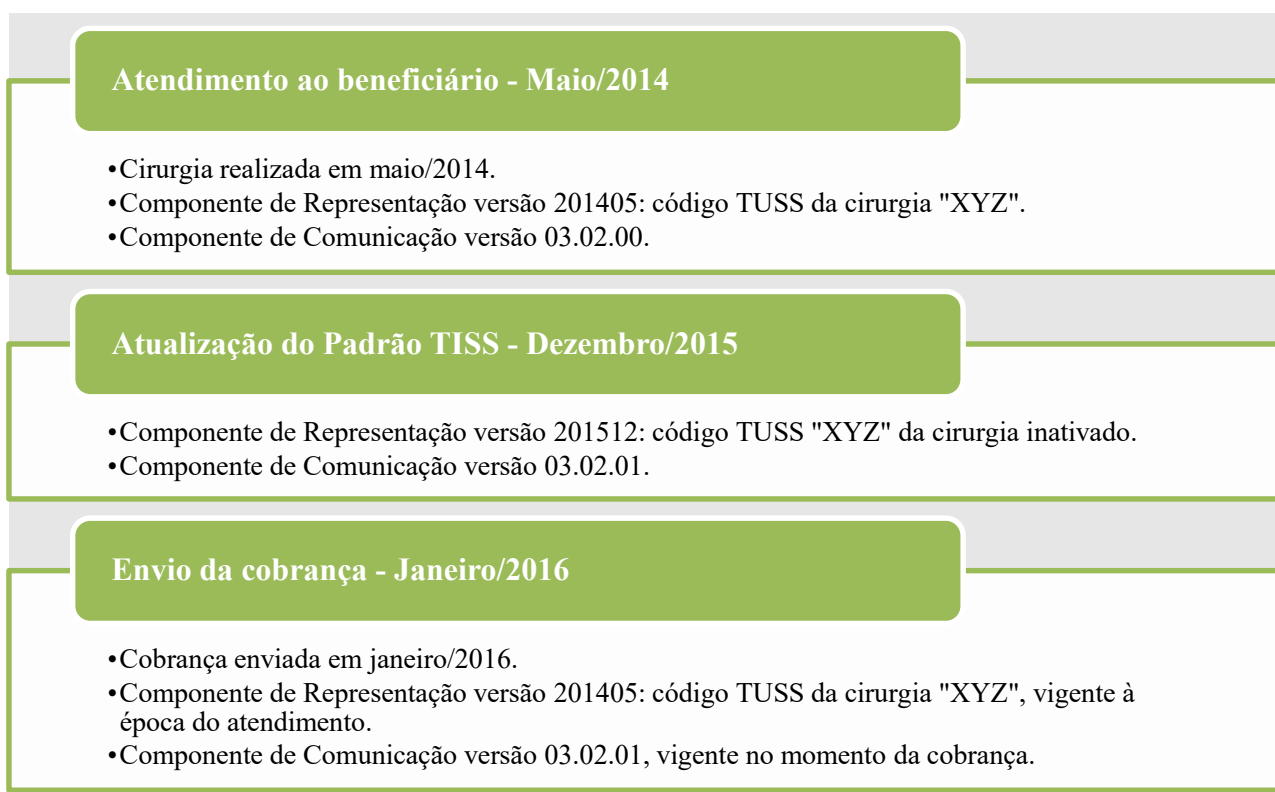 Atendimento ao beneficiário - Maio/2014
•Cirurgia realizada em maio/2014.
•Componente de Representação versão 201405: código TUSS da cirurgia "XYZ".
•Componente de Comunicação versão 03.02.00.
Atualização do Padrão TISS - Dezembro/2015
•Componente de Representação versão 201512: código TUSS "XYZ" da cirurgia inativado.
•Componente de Comunicação versão 03.02.01.
Envio da cobrança - Janeiro/2016
•Cobrança enviada em janeiro/2016.
•Componente de Representação versão 201405: código TUSS da cirurgia "XYZ", vigente à
época do atendimento.
•Componente de Comunicação versão 03.02.01, vigente no momento da cobrança.